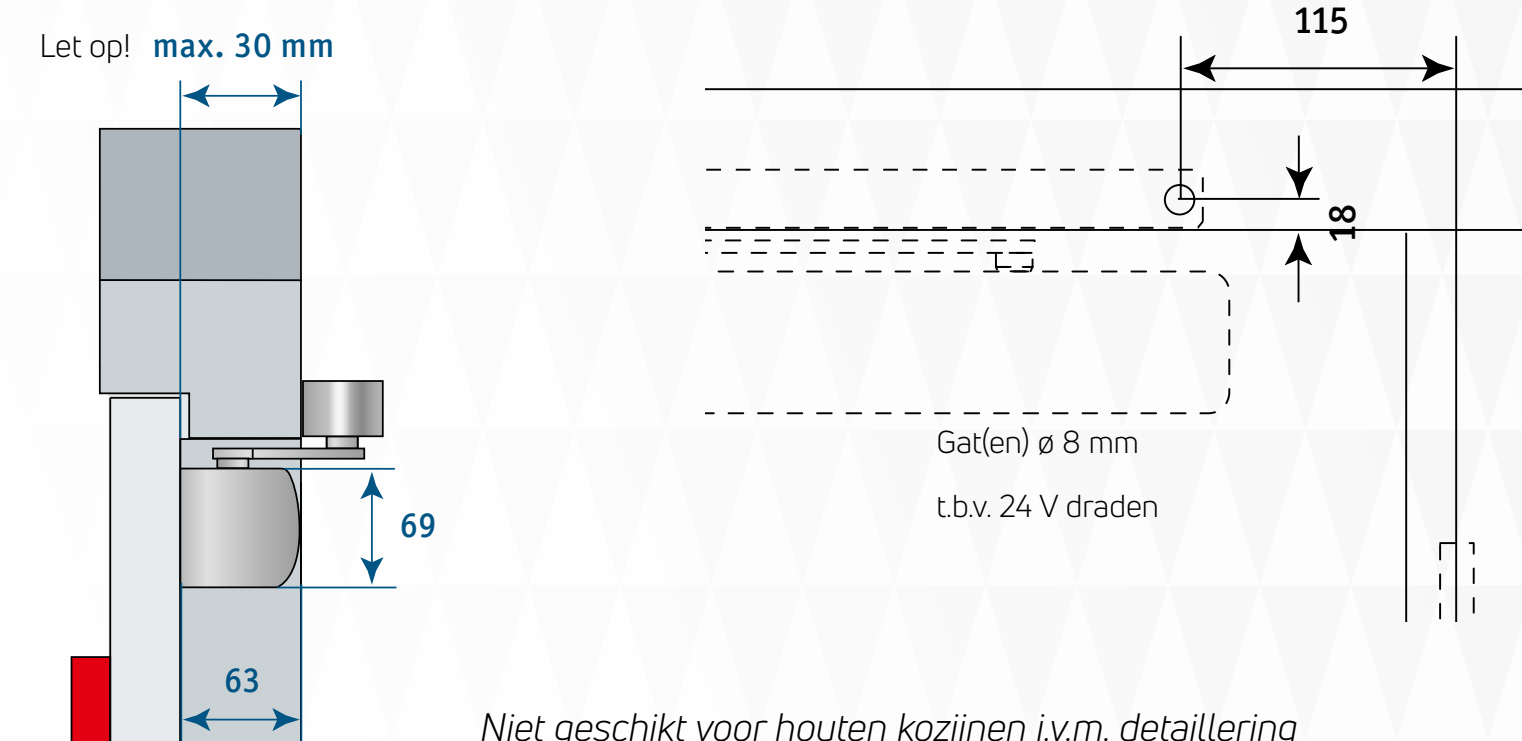 Let op! max. 30 mm
115
18
Gat(en) ø 8 mm
t.b.v. 24 V draden
69
63
Niet geschikt voor houten kozijnen i.v.m. detaillering